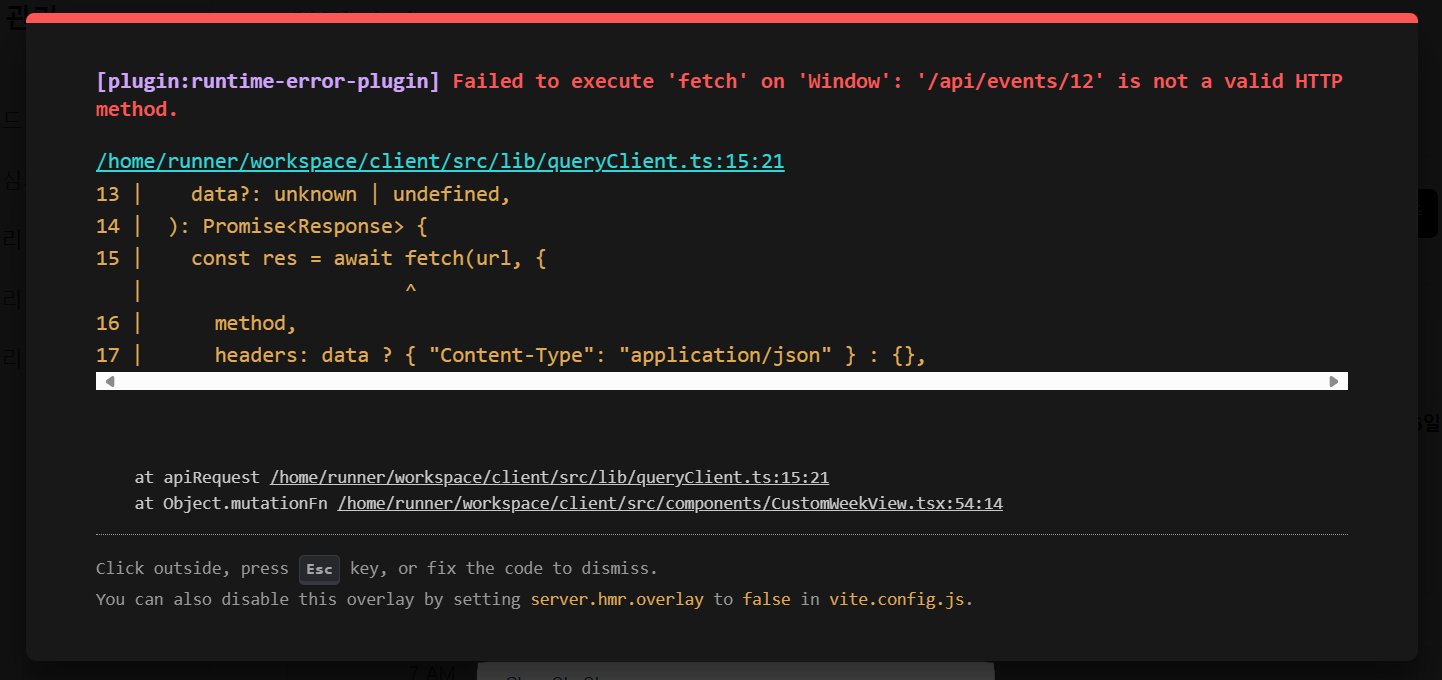 [plugin:runtime-error-plugin] Failed to execute 'fetch' on 'Window': '/api/events/12' is not a valid HTTP
method.
/home/runner/workspace/client/src/lib/queryClient.ts:15:21
13 |    data?: unknown | undefined,
14 |  ): Promise<Response> {
15 |    const res = await fetch(url, {
   |                      ^
16 |      method,
17 |      headers: data ? { "Content-Type": "application/json" } : {},
at apiRequest /home/runner/workspace/client/src/lib/queryClient.ts:15:21
at Object.mutationFn /home/runner/workspace/client/src/components/CustomWeekView.tsx:54:14
Click outside, press Esc key, or fix the code to dismiss.
You can also disable this overlay by setting server.hmr.overlay to false in vite.config.js.
7 AM